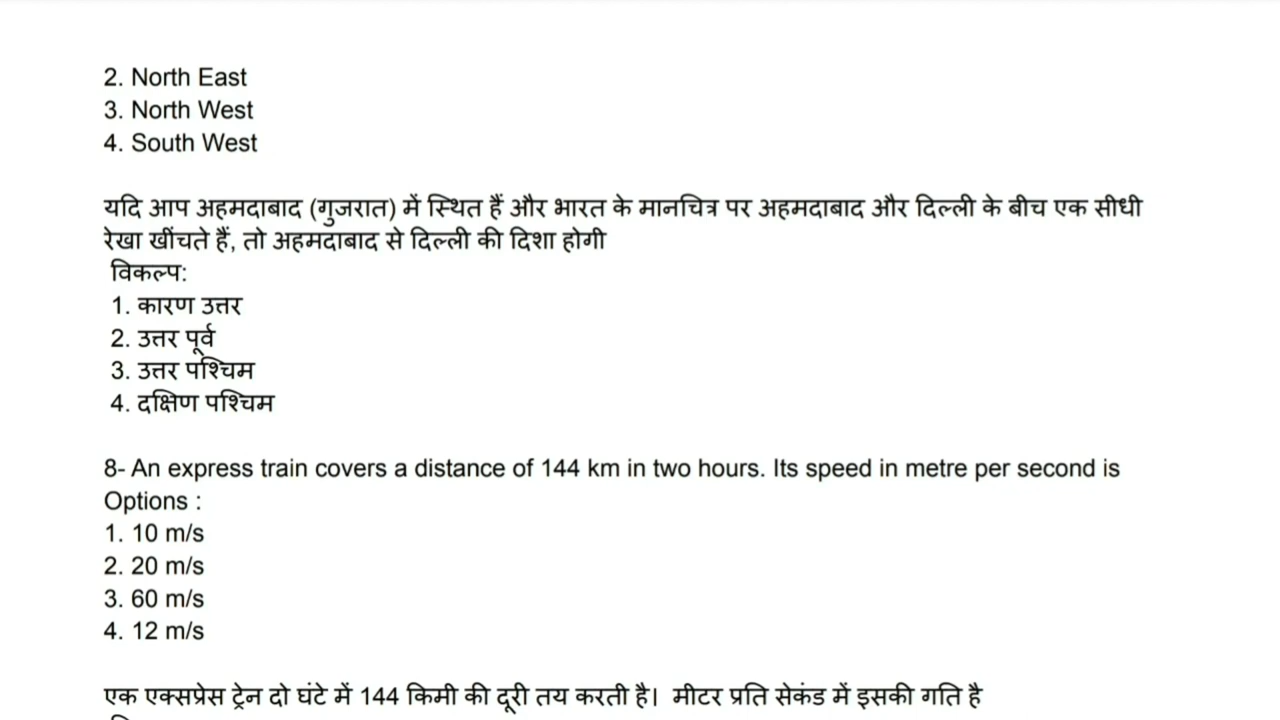 2. North East
3. North West
4. South West
यदि आप अहमदाबाद (गुजरात) में स्थित हैं और भारत के मानचित्र पर अहमदाबाद और दिल्ली के बीच एक सीधी
रेखा खींचते हैं, तो अहमदाबाद से दिल्ली की दिशा होगी
विकल्प:
1. कारण उत्तर
2. उत्तर पूर्व
3. उत्तर पश्चिम
4. दक्षिण पश्चिम
8- An express train covers a distance of 144 km in two hours. Its speed in metre per second is
Options :
1. 10 m/s
2. 20 m/s
3. 60 m/s
4. 12 m/s
एक एक्सप्रेस ट्रेन दो घंटे में 144 किमी की दूरी तय करती है। मीटर प्रति सेकंड में इसकी गति है